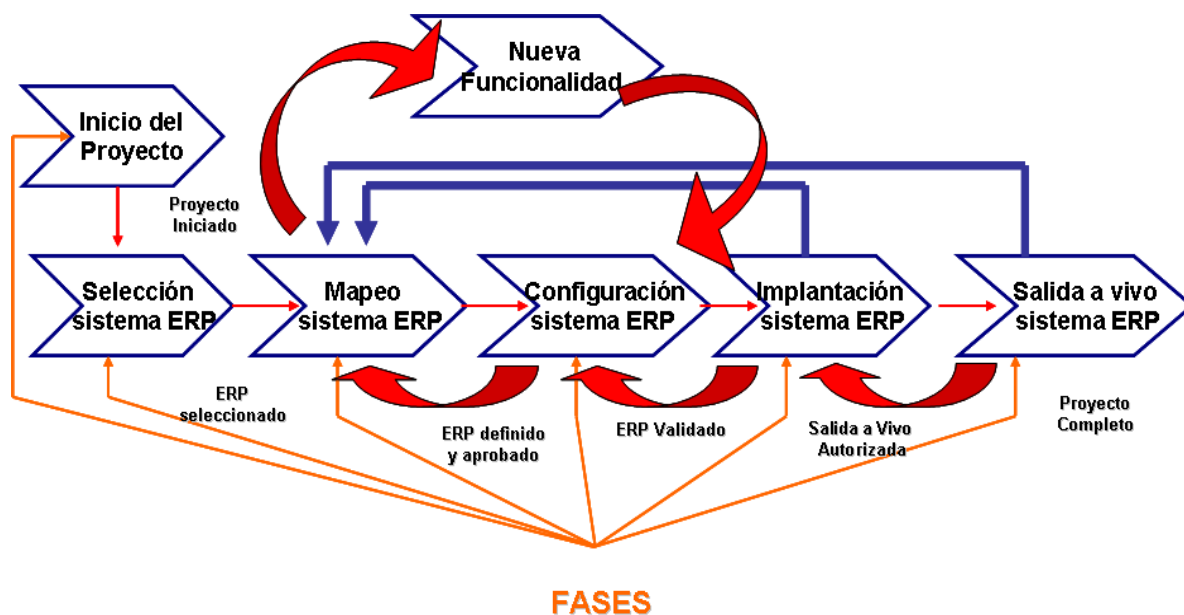 Nueva
Funcionalidad
Inicio del
Proyecto
Proyecto
Iniciado
Selección
sistema ERP
Mapeo
sistema ERP
Configuración
sistema ERP
Implantación
sistema ERP
Salida a vivo
sistema ERP
ERP
seleccionado
ERP definido
y aprobado
ERP Validado
Salida a Vivo
Autorizada
Proyecto
Completo
FASES